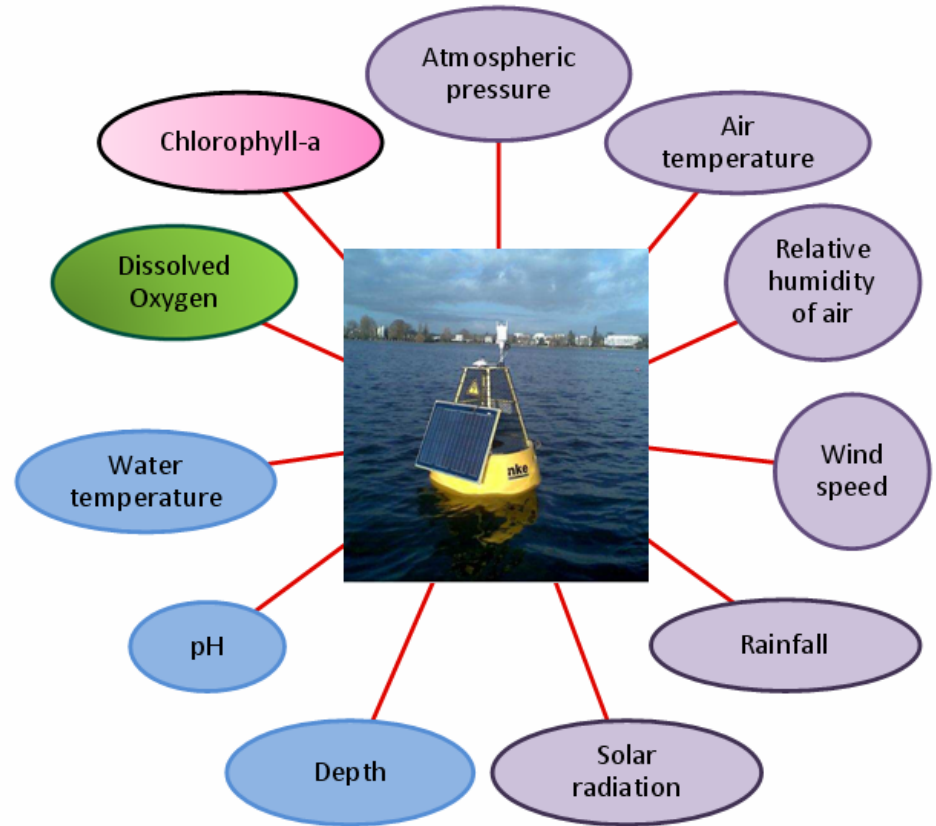 Atmospheric
pressure
Air
temperature
Relative
humidity
of air
Wind
speed
Rainfall
Solar
radiation
Depth
pH
Water
temperature
Dissolved
Oxygen
Chlorophyll-a
nke